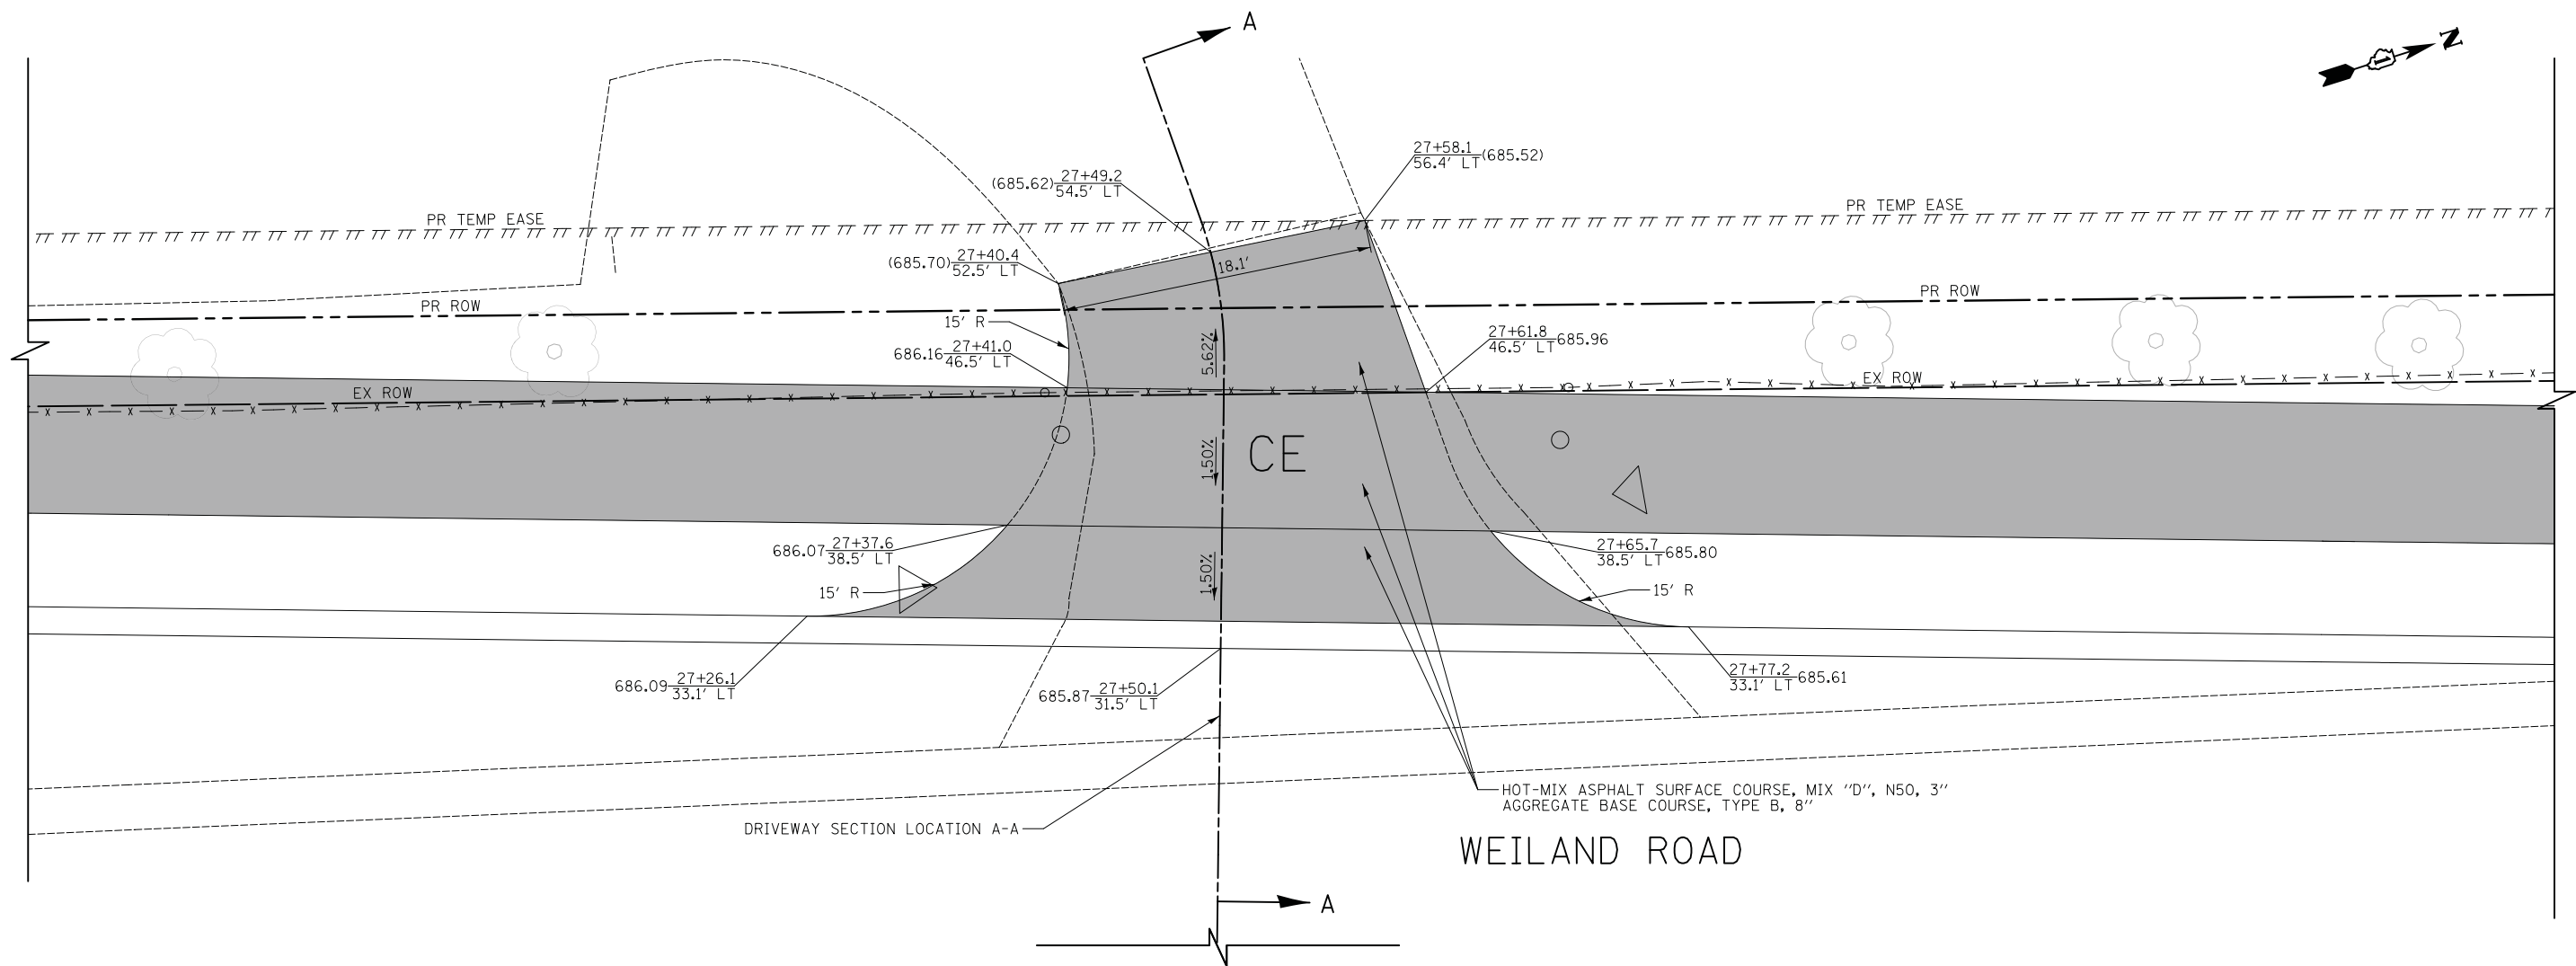 A
N
27+58.1
56.4' LT (685.52)
(685.62) 27+49.2
54.5' LT
PR TEMP EASE
PR TEMP EASE
(685.70) 27+40.4
52.5' LT
18.1'
PR ROW
PR ROW
15' R
686.16 27+41.0
46.5' LT
5.62%
27+61.8
46.5' LT 685.96
EX ROW
EX ROW
1.50%
CE
686.07 27+37.6
38.5' LT
1.50%
27+65.7
38.5' LT 685.80
15' R
15' R
686.09 27+26.1
33.1' LT
685.87 27+50.1
31.5' LT
27+77.2
33.1' LT 685.61
HOT-MIX ASPHALT SURFACE COURSE, MIX "D", N50, 3"
AGGREGATE BASE COURSE, TYPE B, 8"
DRIVEWAY SECTION LOCATION A-A
WEILAND ROAD
A